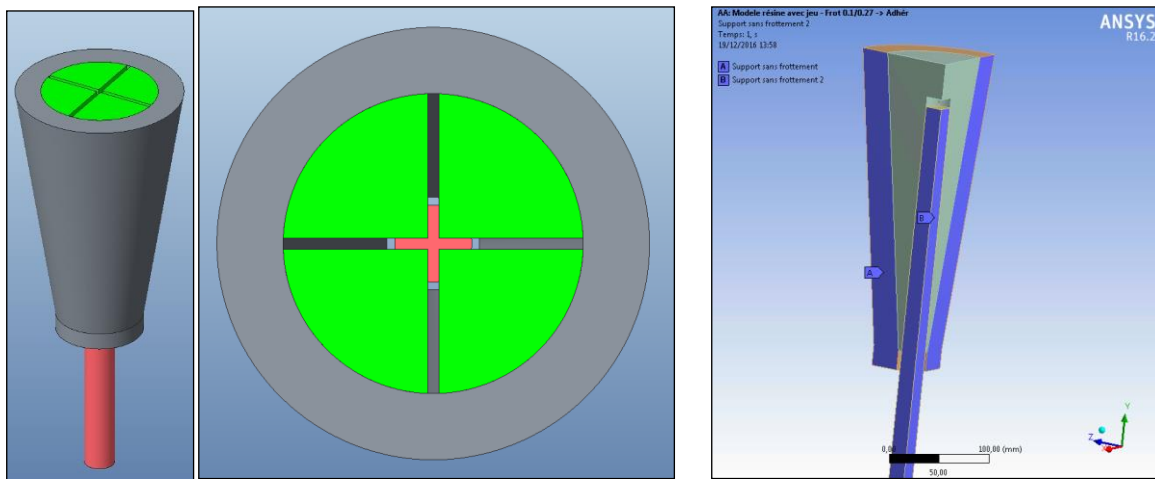 AA: Modele résine avec jeu - Frot 0.1/0.27 -> Adhér
Support sans frottement 2
Temps: 1, s
19/12/2016 13:58
A Support sans frottement
B Support sans frottement 2
ANSYS
R16.2
B
A
0,00
100,00 (mm)
50,00
Y
Z
X